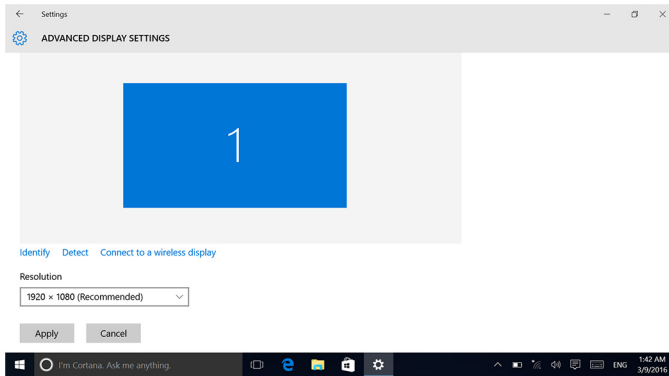 Settings
ADVANCED DISPLAY SETTINGS
1
Identify Detect Connect to a wireless display
Resolution
1920 × 1080 (Recommended)
Apply Cancel
I'm Cortana. Ask me anything.
ENG
1:42 AM
3/9/2016